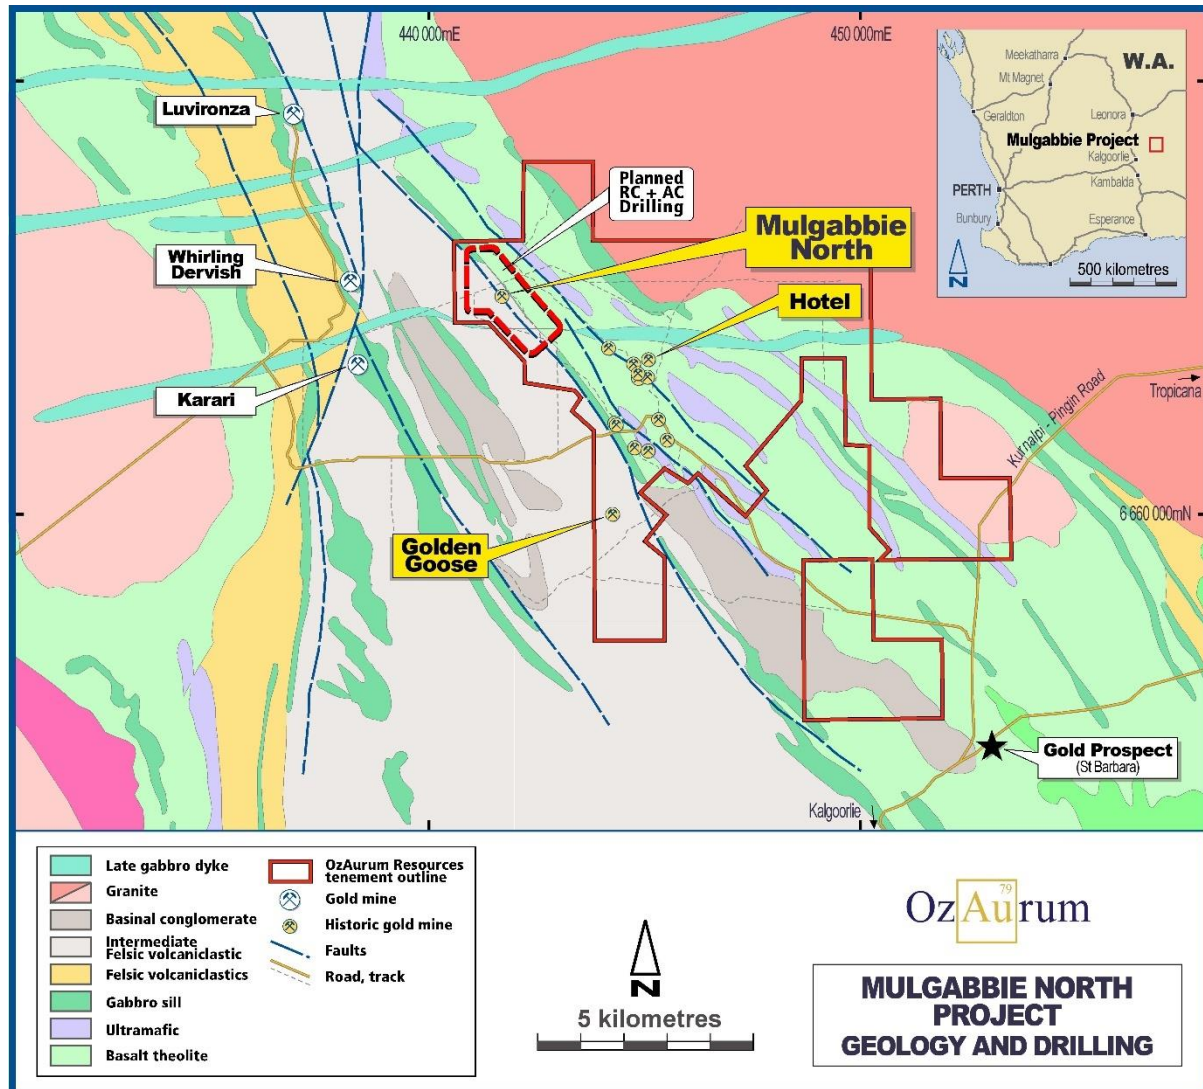 440 000mE
450 000mE
Luvironza
Planned
RC + AC
Drilling
Mulgabbie
North
Whirling
Dervish
Hotel
Karari
Tropicana
Kurnalpi - Pingin Road
6 660 000mN
Golden
Goose
Gold Prospect
(St Barbara)
Kalgoorlie
W.A.
Meekatharra
Mt Magnet
Geraldton
Leonora
Mulgabbie Project
Kalgoorlie
PERTH
Kambalda
Bunbury
Esperance
N
500 kilometres
Late gabbro dyke
Granite
Basinal conglomerate
Intermediate
Felsic volcaniclastic
Felsic volcaniclastics
Gabbro sill
Ultramafic
Basalt theolite
OzAurum Resources
tenement outline
Gold mine
Historic gold mine
Faults
Road, track
N
5 kilometres
79
OzAurum
MULGABBIE NORTH
PROJECT
GEOLOGY AND DRILLING